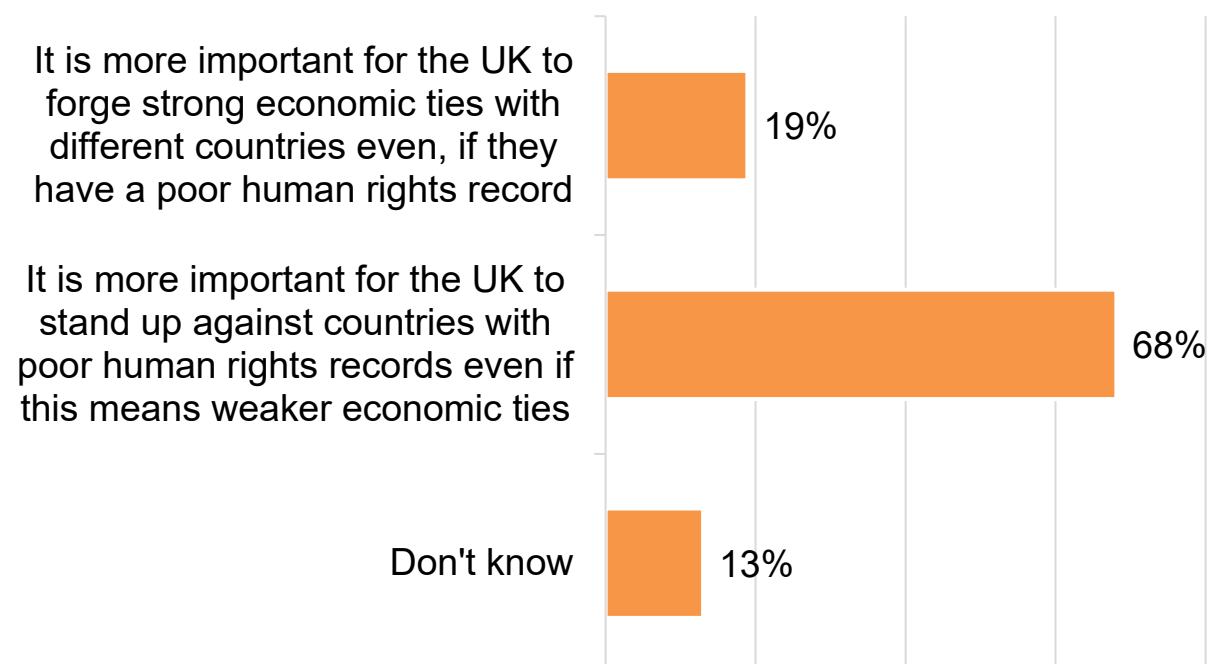 It is more important for the UK to
forge strong economic ties with
different countries even, if they
have a poor human rights record
19%
It is more important for the UK to
stand up against countries with
poor human rights records even if
this means weaker economic ties
68%
Don't know
13%